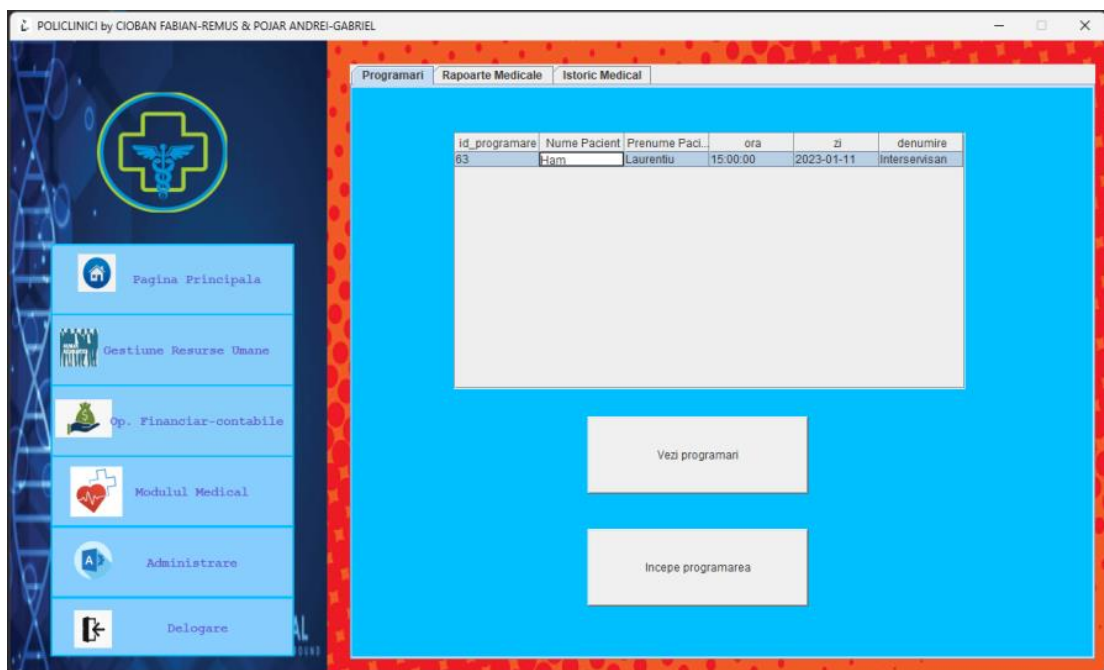 POLICLINICI by CIOBAN FABIAN-REMUS & POJAR ANDREI-GABRIEL
Programari Rapoarte Medicale Istoric Medical
id_programare Nume Pacient Prenume Paci... ora zi denumire
63 Ham Laurentiu 15:00:00 2023-01-11 Interservisan
Pagina Principala
Gestiune Resurse Umane
Op. Financiar-contabile
Modulul Medical
Administrare
Delogare
Vezi programari
Incepe programarea